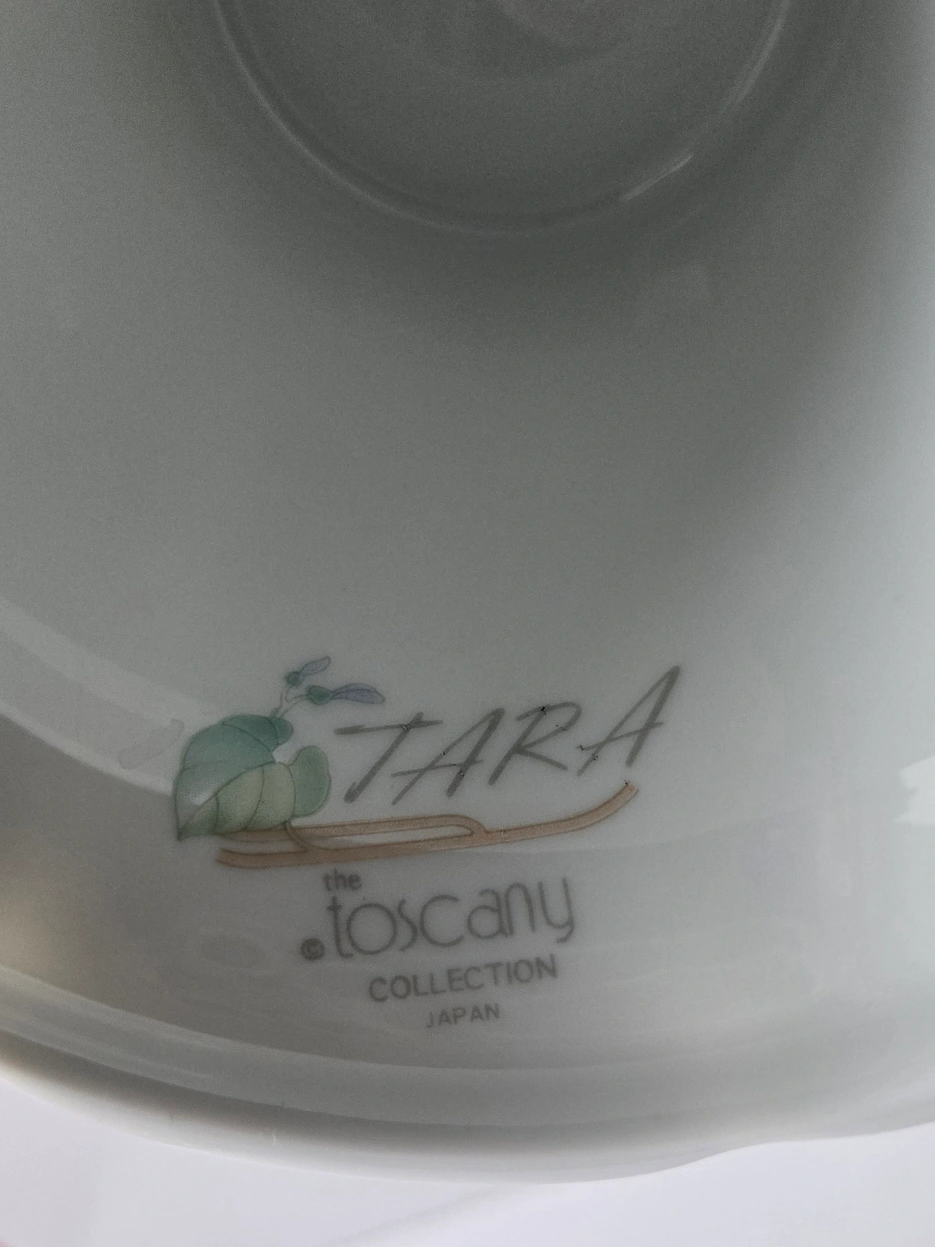 TARA
the
© toscany
COLLECTION
JAPAN